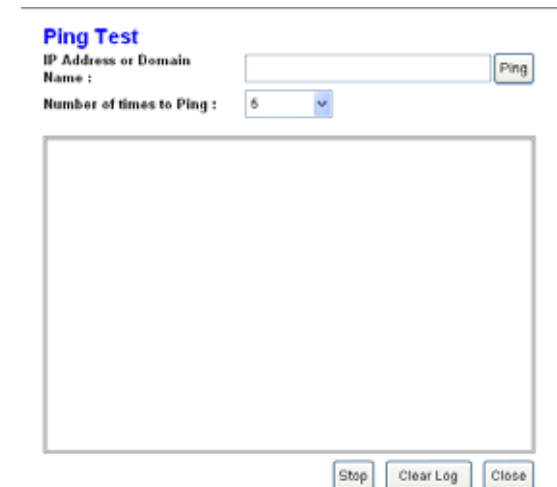 Ping Test
IP Address or Domain
Name :
Ping
Number of times to Ping :
5
Stop
Clear Log
Close